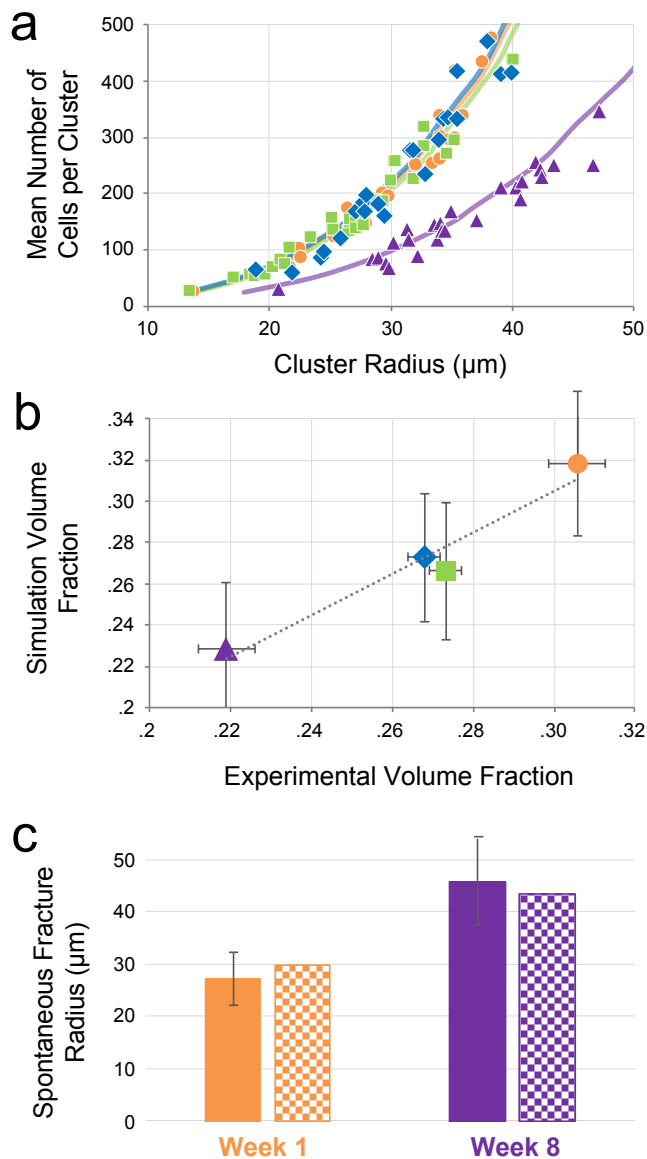 a
Mean Number of
Cells per Cluster
500
400
300
200
100
0
10
20
30
40
50
Cluster Radius (µm)
b
Simulation Volume
Fraction
.34
.32
.30
.28
.26
.24
.22
.2
.2
.22
.24
.26
.28
.30
.32
Experimental Volume Fraction
c
Spontaneous Fracture
Radius (µm)
50
40
30
20
10
0
Week 1
Week 8